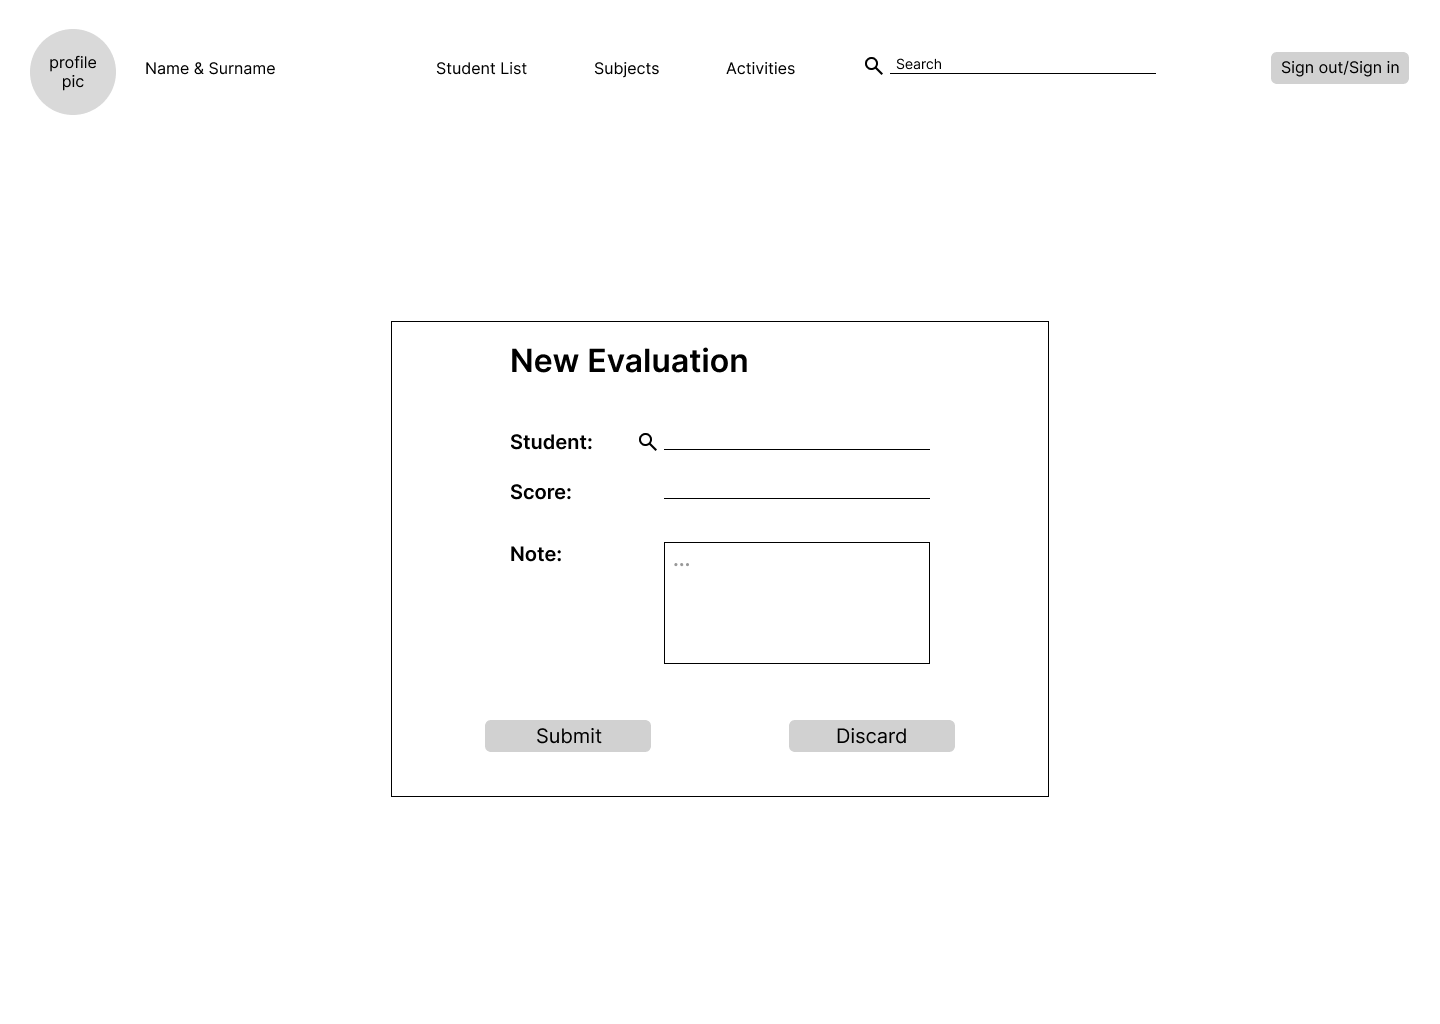 profile
pic
Name & Surname
Student List
Subjects
Activities
Search
Sign out/Sign in
New Evaluation
Student:
Score:
Note:
...
Submit
Discard